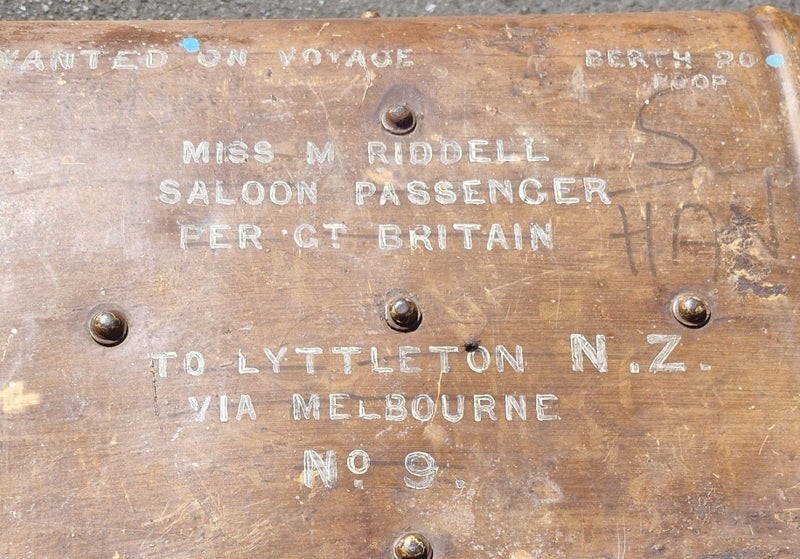 WANTED ON VOYAGE
BERTH 20
POOP
MISS M RIDDELL
SALOON PASSENGER
PER GT BRITAIN
S
HAN
TO LYTTLETON N.Z.
VIA MELBOURNE
No 9.